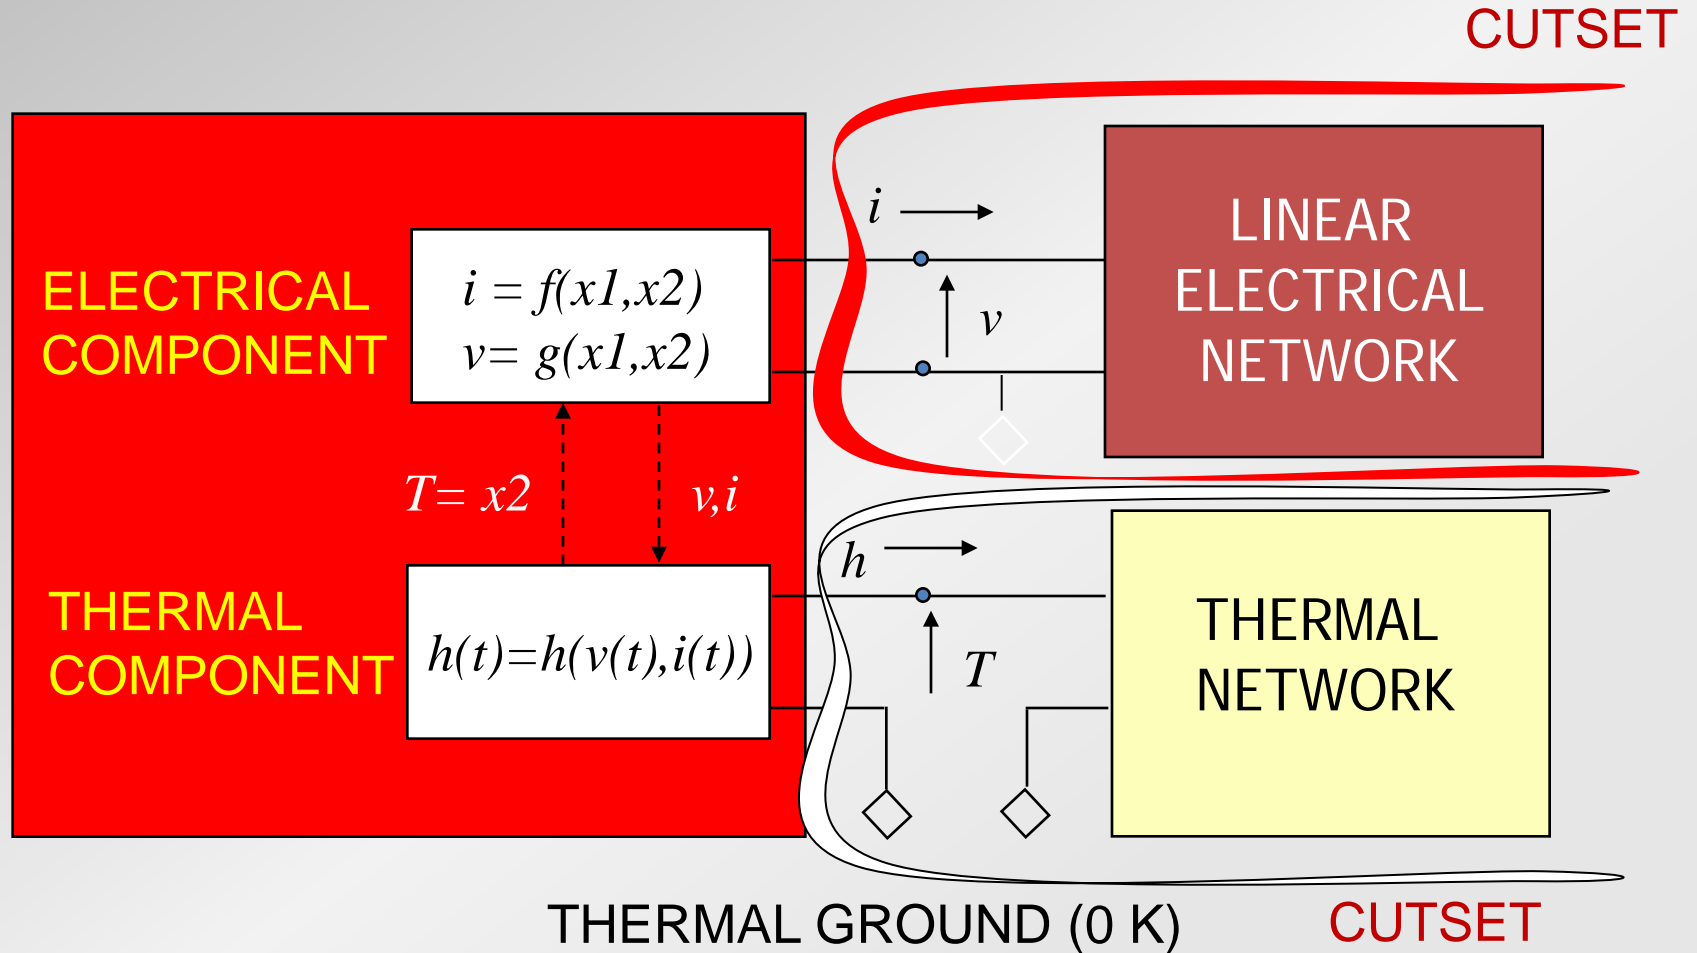 CUTSET
ELECTRICAL
COMPONENT
i = f(x1,x2)
v= g(x1,x2)
i
v
LINEAR
ELECTRICAL
NETWORK
T= x2
v,i
THERMAL
COMPONENT
h(t)=h(v(t),i(t))
h
T
THERMAL
NETWORK
THERMAL GROUND (0 K)
CUTSET